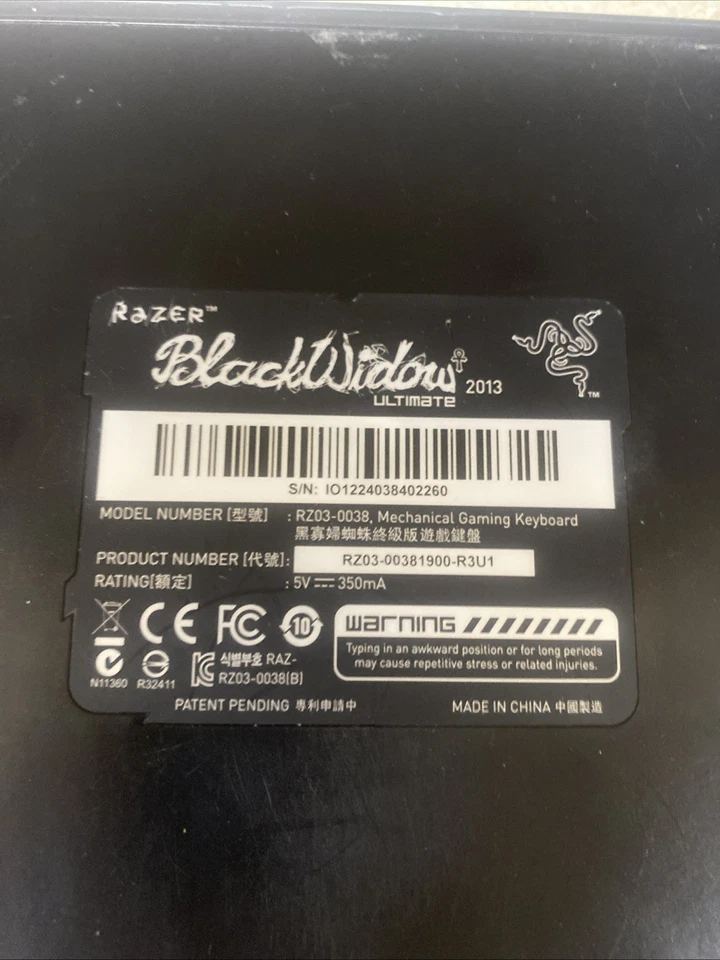 RAZER™
BlackWidow 2013
ULTIMATE
™
S/N: IO1224038402260
MODEL NUMBER [型號] : RZ03-0038, Mechanical Gaming Keyboard
黑寡婦蜘蛛終級版遊戲鍵盤
PRODUCT NUMBER [代號]: RZ03-00381900-R3U1
RATING[額定] : 5V ⎓ 350mA
CE FC 10
warning
Typing in an awkward position or for long periods
may cause repetitive stress or related injuries.
N11360 R32411
식별부호 RAZ-
RZ03-0038(B)
PATENT PENDING 專利申請中
MADE IN CHINA 中國製造